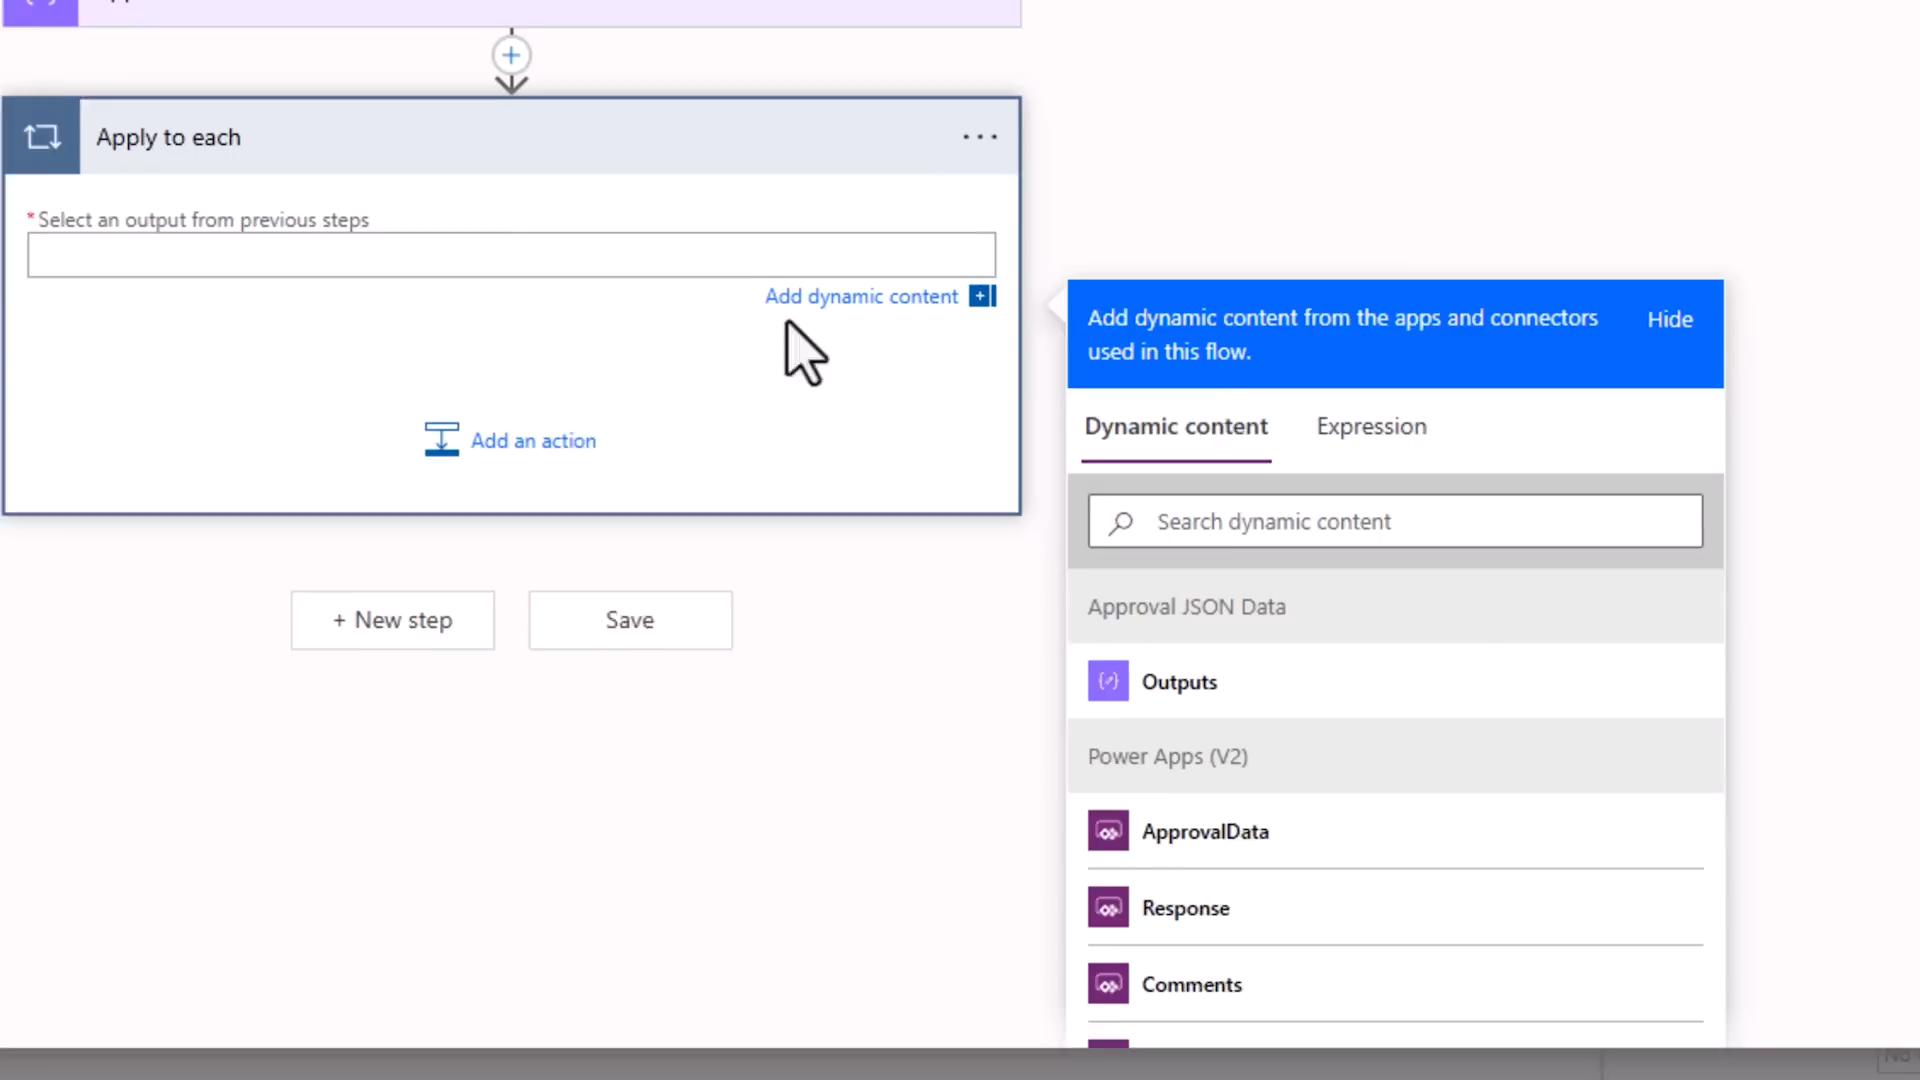 Apply to each
* Select an output from previous steps
Add dynamic content
Add an action
+ New step
Save
Add dynamic content from the apps and connectors
used in this flow.
Hide
Dynamic content
Expression
Search dynamic content
Approval JSON Data
Outputs
Power Apps (V2)
ApprovalData
Response
Comments